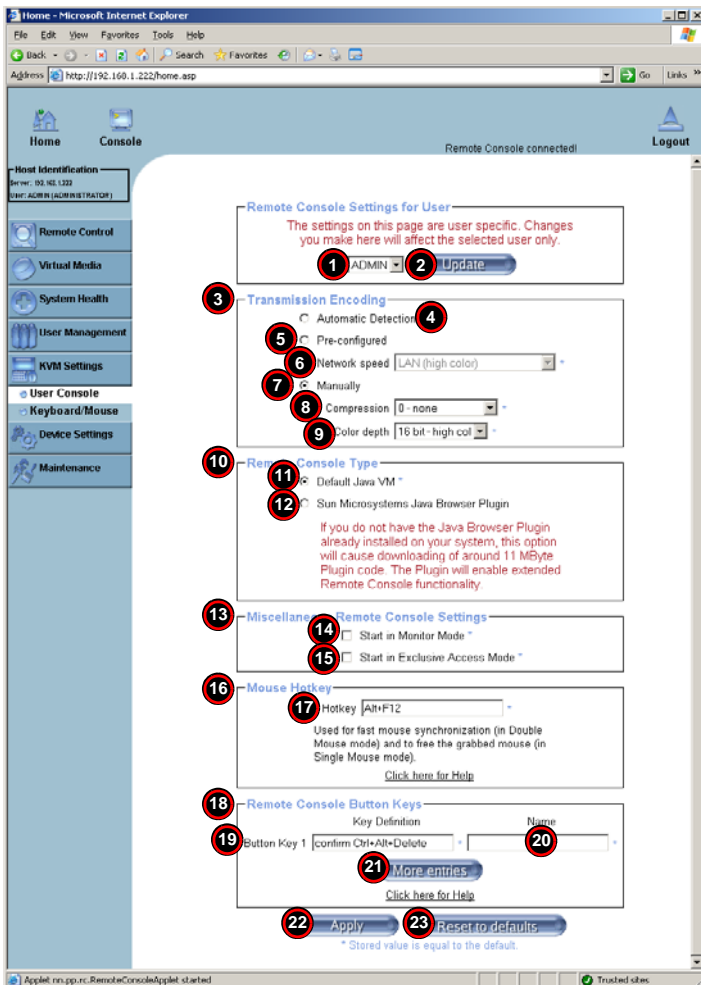 Home - Microsoft Internet Explorer
File Edit View Favorites Tools Help
Back Search Favorites
Address http://192.168.1.222/home.asp Go Links »
Home Console Remote Console connected! Logout
Host Identification
Server: 192.168.1.222
User: ADMIN (ADMINISTRATOR)
Remote Control
Virtual Media
System Health
User Management
KVM Settings
User Console
Keyboard/Mouse
Device Settings
Maintenance
Remote Console Settings for User
The settings on this page are user specific. Changes
you make here will affect the selected user only.
1 ADMIN 2 Update
3 Transmission Encoding
Automatic Detection 4
5 Pre-configured
6 Network speed LAN (high color) *
7 Manually
8 Compression 0 - none *
9 Color depth 16 bit - high col *
10 Remote Console Type
11 Default Java VM *
12 Sun Microsystems Java Browser Plugin
If you do not have the Java Browser Plugin
already installed on your system, this option
will cause downloading of around 11 MByte
Plugin code. The Plugin will enable extended
Remote Console functionality.
13 Miscellaneous Remote Console Settings
14 Start in Monitor Mode *
15 Start in Exclusive Access Mode *
16 Mouse Hotkey
17 Hotkey Alt+F12 *
Used for fast mouse synchronization (in Double
Mouse mode) and to free the grabbed mouse (in
Single Mouse mode).
Click here for Help
18 Remote Console Button Keys
Key Definition Name
19 Button Key 1 confirm Ctrl+Alt+Delete * 20 *
21 More entries
Click here for Help
22 Apply 23 Reset to defaults
* Stored value is equal to the default.
Applet nn.pp.rc.RemoteConsoleApplet started Trusted sites